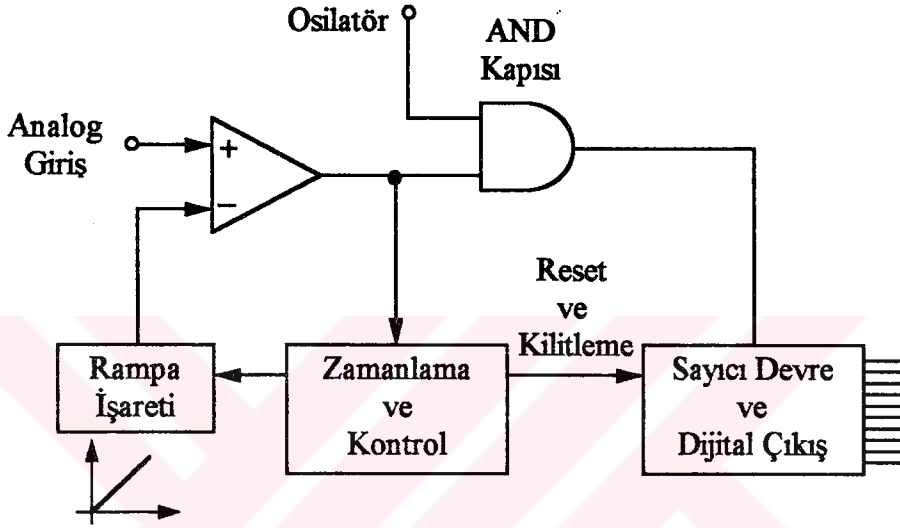 Osilatör
AND
Kapısı
Analog
Giriş
+
−
Reset
ve
Kilitleme
Rampa
İşareti
Zamanlama
ve
Kontrol
Sayıcı Devre
ve
Dijital Çıkış